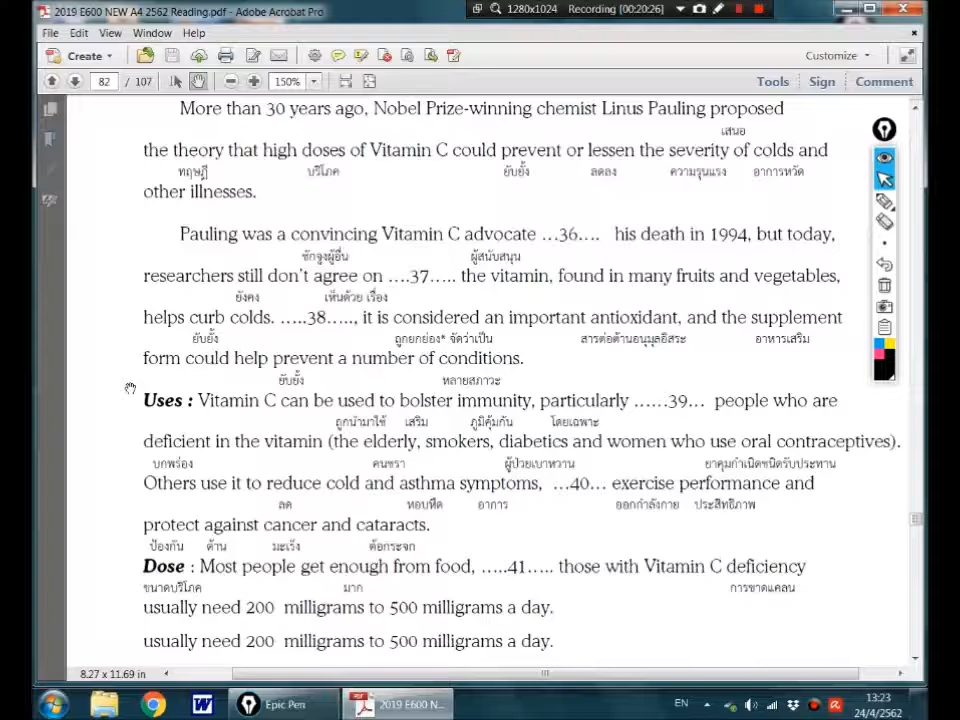 2019 E600 NEW A4 2562 Reading.pdf - Adobe Acrobat Pro
1280x1024 Recording [00:20:26]
File Edit View Window Help
Create Customize
82 / 107 150% Tools Sign Comment
More than 30 years ago, Nobel Prize-winning chemist Linus Pauling proposed
เสนอ
the theory that high doses of Vitamin C could prevent or lessen the severity of colds and
ทฤษฎี บริโภค ยับยั้ง ลดลง ความรุนแรง อาการหวัด
other illnesses.
Pauling was a convincing Vitamin C advocate ...36.... his death in 1994, but today,
ชักจูงผู้อื่น ผู้สนับสนุน
researchers still don't agree on ....37..... the vitamin, found in many fruits and vegetables,
ยังคง เห็นด้วย เรื่อง
helps curb colds. .....38....., it is considered an important antioxidant, and the supplement
ยับยั้ง ถูกยกย่อง* จัดว่าเป็น สารต่อต้านอนุมูลอิสระ อาหารเสริม
form could help prevent a number of conditions.
ยับยั้ง หลายสภาวะ
Uses : Vitamin C can be used to bolster immunity, particularly ......39... people who are
ถูกนำมาใช้ เสริม ภูมิคุ้มกัน โดยเฉพาะ
deficient in the vitamin (the elderly, smokers, diabetics and women who use oral contraceptives).
บกพร่อง คนชรา ผู้ป่วยเบาหวาน ยาคุมกำเนิดชนิดรับประทาน
Others use it to reduce cold and asthma symptoms, ...40... exercise performance and
ลด หอบหืด อาการ ออกกำลังกาย ประสิทธิภาพ
protect against cancer and cataracts.
ป้องกัน ต้าน มะเร็ง ต้อกระจก
Dose : Most people get enough from food, .....41..... those with Vitamin C deficiency
ขนาดบริโภค มาก การขาดแคลน
usually need 200 milligrams to 500 milligrams a day.
usually need 200 milligrams to 500 milligrams a day.
8.27 x 11.69 in
Epic Pen 2019 E600 N... EN 13:23
24/4/2562